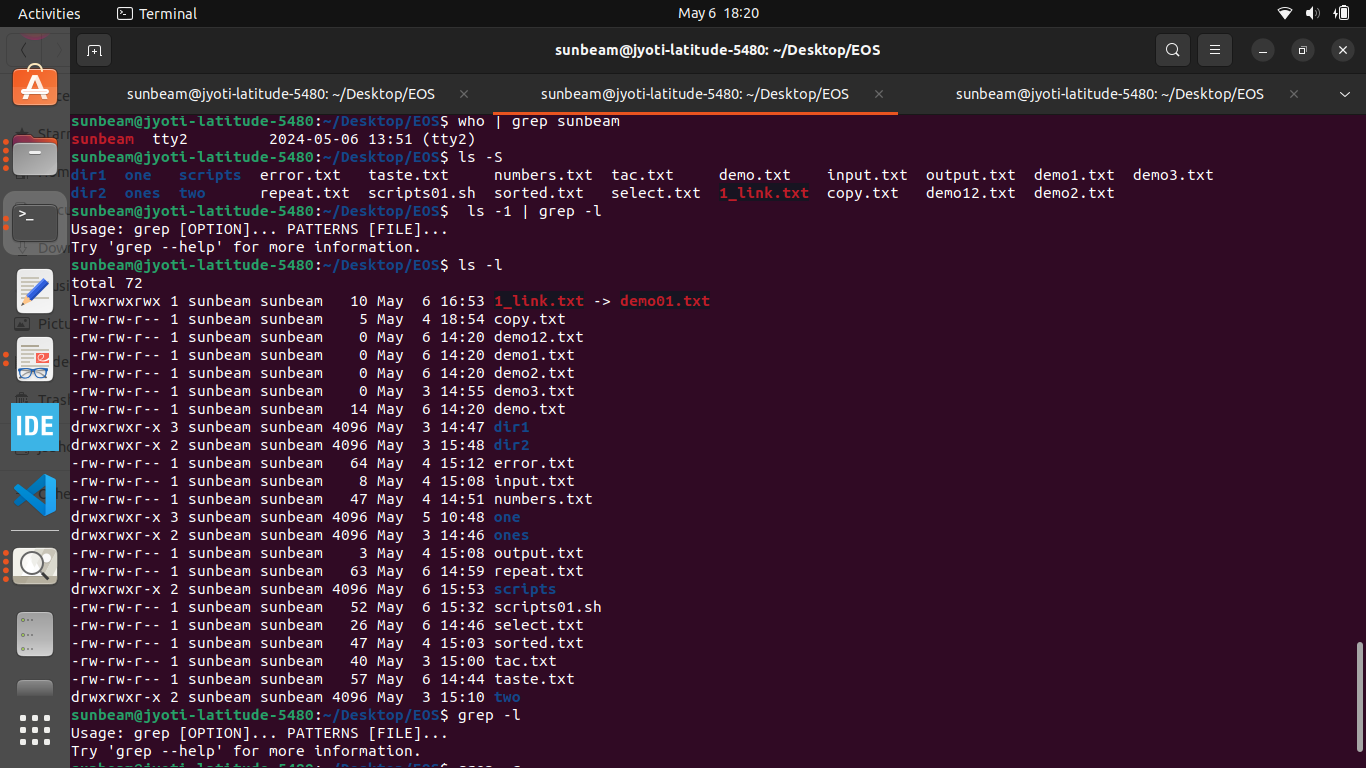 Activities Terminal May 6 18:20
sunbeam@jyoti-latitude-5480: ~/Desktop/EOS
sunbeam@jyoti-latitude-5480: ~/Desktop/EOS sunbeam@jyoti-latitude-5480: ~/Desktop/EOS sunbeam@jyoti-latitude-5480: ~/Desktop/EOS
sunbeam@jyoti-latitude-5480:~/Desktop/EOS$ who | grep sunbeam
sunbeam  tty2         2024-05-06 13:51 (tty2)
sunbeam@jyoti-latitude-5480:~/Desktop/EOS$ ls -S
dir1  one   scripts  error.txt   taste.txt     numbers.txt  tac.txt     demo.txt    input.txt  output.txt  demo1.txt  demo3.txt
dir2  ones  two      repeat.txt  scripts01.sh  sorted.txt   select.txt  1_link.txt  copy.txt   demo12.txt  demo2.txt
sunbeam@jyoti-latitude-5480:~/Desktop/EOS$  ls -1 | grep -l
Usage: grep [OPTION]... PATTERNS [FILE]...
Try 'grep --help' for more information.
sunbeam@jyoti-latitude-5480:~/Desktop/EOS$ ls -l
total 72
lrwxrwxrwx 1 sunbeam sunbeam   10 May  6 16:53 1_link.txt -> demo01.txt
-rw-rw-r-- 1 sunbeam sunbeam    5 May  4 18:54 copy.txt
-rw-rw-r-- 1 sunbeam sunbeam    0 May  6 14:20 demo12.txt
-rw-rw-r-- 1 sunbeam sunbeam    0 May  6 14:20 demo1.txt
-rw-rw-r-- 1 sunbeam sunbeam    0 May  6 14:20 demo2.txt
-rw-rw-r-- 1 sunbeam sunbeam    0 May  3 14:55 demo3.txt
-rw-rw-r-- 1 sunbeam sunbeam   14 May  6 14:20 demo.txt
drwxrwxr-x 3 sunbeam sunbeam 4096 May  3 14:47 dir1
drwxrwxr-x 2 sunbeam sunbeam 4096 May  3 15:48 dir2
-rw-rw-r-- 1 sunbeam sunbeam   64 May  4 15:12 error.txt
-rw-rw-r-- 1 sunbeam sunbeam    8 May  4 15:08 input.txt
-rw-rw-r-- 1 sunbeam sunbeam   47 May  4 14:51 numbers.txt
drwxrwxr-x 3 sunbeam sunbeam 4096 May  5 10:48 one
drwxrwxr-x 2 sunbeam sunbeam 4096 May  3 14:46 ones
-rw-rw-r-- 1 sunbeam sunbeam    3 May  4 15:08 output.txt
-rw-rw-r-- 1 sunbeam sunbeam   63 May  6 14:59 repeat.txt
drwxrwxr-x 2 sunbeam sunbeam 4096 May  6 15:53 scripts
-rw-rw-r-- 1 sunbeam sunbeam   52 May  6 15:32 scripts01.sh
-rw-rw-r-- 1 sunbeam sunbeam   26 May  6 14:46 select.txt
-rw-rw-r-- 1 sunbeam sunbeam   47 May  4 15:03 sorted.txt
-rw-rw-r-- 1 sunbeam sunbeam   40 May  3 15:00 tac.txt
-rw-rw-r-- 1 sunbeam sunbeam   57 May  6 14:44 taste.txt
drwxrwxr-x 2 sunbeam sunbeam 4096 May  3 15:10 two
sunbeam@jyoti-latitude-5480:~/Desktop/EOS$ grep -l
Usage: grep [OPTION]... PATTERNS [FILE]...
Try 'grep --help' for more information.
sunbeam@jyoti-latitude-5480:~/Desktop/EOS$
IDE